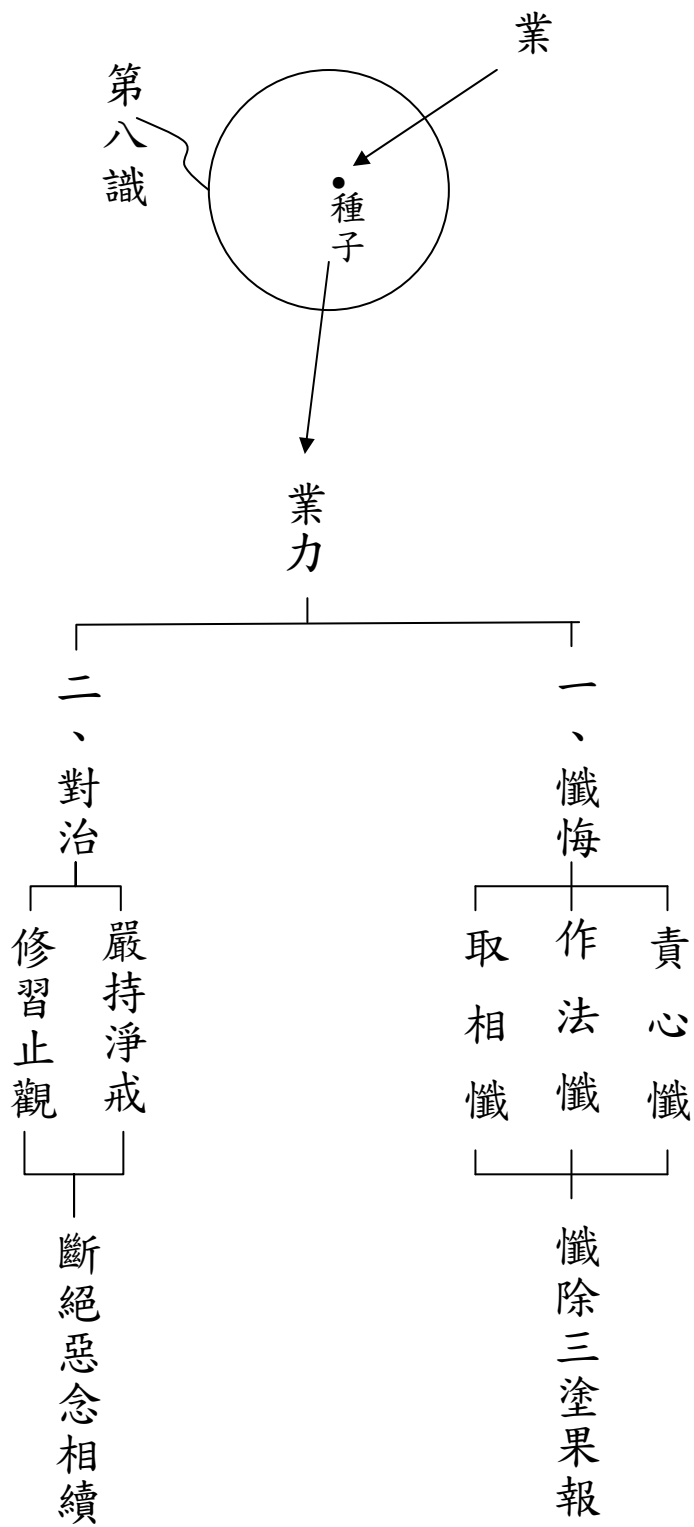 業
第八識
種子
業力
一、懺悔
責心懺
作法懺
取相懺
懺除三塗果報
二、對治
嚴持淨戒
修習止觀
斷絕惡念相續